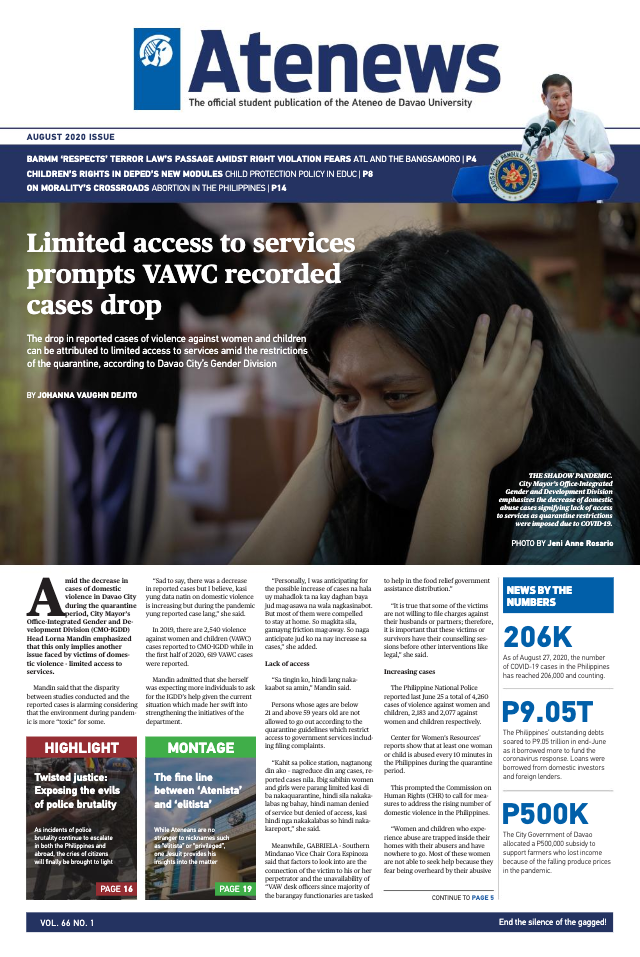 Atenews
The official student publication of the Ateneo de Davao University
AUGUST 2020 ISSUE
BARMM ‘RESPECTS’ TERROR LAW’S PASSAGE AMIDST RIGHT VIOLATION FEARS ATL AND THE BANGSAMORO | P4
CHILDREN’S RIGHTS IN DEPED’S NEW MODULES CHILD PROTECTION POLICY IN EDUC | P8
ON MORALITY’S CROSSROADS ABORTION IN THE PHILIPPINES | P14
Limited access to services
prompts VAWC recorded
cases drop
The drop in reported cases of violence against women and children
can be attributed to limited access to services amid the restrictions
of the quarantine, according to Davao City’s Gender Division
BY JOHANNA VAUGHN DEJITO
THE SHADOW PANDEMIC.
City Mayor’s Office-Integrated
Gender and Development Division
emphasizes the decrease of domestic
abuse cases signifying lack of access
to services as quarantine restrictions
were imposed due to COVID-19.
PHOTO BY Jeni Anne Rosario
Amid the decrease in
cases of domestic
violence in Davao City
during the quarantine
period, City Mayor’s
Office-Integrated Gender and De-
velopment Division (CMO-IGDD)
Head Lorna Mandin emphasized
that this only implies another
issue faced by victims of domes-
tic violence - limited access to
services.
Mandin said that the disparity
between studies conducted and the
reported cases is alarming considering
that the environment during pandem-
ic is more “toxic” for some.
“Sad to say, there was a decrease
in reported cases but I believe, kasi
yung data natin on domestic violence
is increasing but during the pandemic
yung reported case lang,” she said.
In 2019, there are 2,540 violence
against women and children (VAWC)
cases reported to CMO-IGDD while in
the first half of 2020, 619 VAWC cases
were reported.
Mandin admitted that she herself
was expecting more individuals to ask
for the IGDD’s help given the current
situation which made her swift into
strengthening the initiatives of the
department.
“Personally, I was anticipating for
the possible increase of cases na hala
uy mahadlok ta na kay daghan baya
jud mag-asawa na wala nagkasinabot.
But most of them were compelled
to stay at home. So magkita sila,
gamayng friction mag-away. So naga
anticipate jud ko na nay increase sa
cases,” she added.
Lack of access
“Sa tingin ko, hindi lang naka-
kaabot sa amin,” Mandin said.
Persons whose ages are below
21 and above 59 years old are not
allowed to go out according to the
quarantine guidelines which restrict
access to government services includ-
ing filing complaints.
“Kahit sa police station, nagtanong
din ako - nagreduce din ang cases, re-
ported cases nila. Ibig sabihin women
and girls were parang limited kasi di
ba nakaquarantine, hindi sila nakaka-
labas ng bahay, hindi naman denied
of service but denied of access, kasi
hindi nga nakakalabas so hindi naka-
kareport,” she said.
Meanwhile, GABRIELA - Southern
Mindanao Vice Chair Cora Espinoza
said that factors to look into are the
connection of the victim to his or her
perpetrator and the unavailability of
“VAW desk officers since majority of
the barangay functionaries are tasked
to help in the food relief government
assistance distribution.”
“It is true that some of the victims
are not willing to file charges against
their husbands or partners; therefore,
it is important that these victims or
survivors have their counselling ses-
sions before other interventions like
legal,” she said.
Increasing cases
The Philippine National Police
reported last June 25 a total of 4,260
cases of violence against women and
children, 2,183 and 2,077 against
women and children respectively.
Center for Women’s Resources’
reports show that at least one woman
or child is abused every 10 minutes in
the Philippines during the quarantine
period.
This prompted the Commission on
Human Rights (CHR) to call for mea-
sures to address the rising number of
domestic violence in the Philippines.
“Women and children who expe-
rience abuse are trapped inside their
homes with their abusers and have
nowhere to go. Most of these women
are not able to seek help because they
fear being overheard by their abusive
CONTINUE TO PAGE 5
HIGHLIGHT
Twisted justice:
Exposing the evils
of police brutality
As incidents of police
brutality continue to escalate
in both the Philippines and
abroad, the cries of citizens
will finally be brought to light
PAGE 16
MONTAGE
The fine line
between ‘Atenista’
and ‘elitista’
While Ateneans are no
stranger to nicknames such
as “elitista” or “privileged”,
one Jesuit provides his
insights into the matter
PAGE 19
NEWS BY THE
NUMBERS
206K
As of August 27, 2020, the number
of COVID-19 cases in the Philippines
has reached 206,000 and counting.
P9.05T
The Philippines’ outstanding debts
soared to P9.05 trillion in end-June
as it borrowed more to fund the
coronavirus response. Loans were
borrowed from domestic investors
and foreign lenders.
P500K
The City Government of Davao
allocated a P500,000 subsidy to
support farmers who lost income
because of the falling produce prices
in the pandemic.
VOL. 66 NO. 1
End the silence of the gagged!